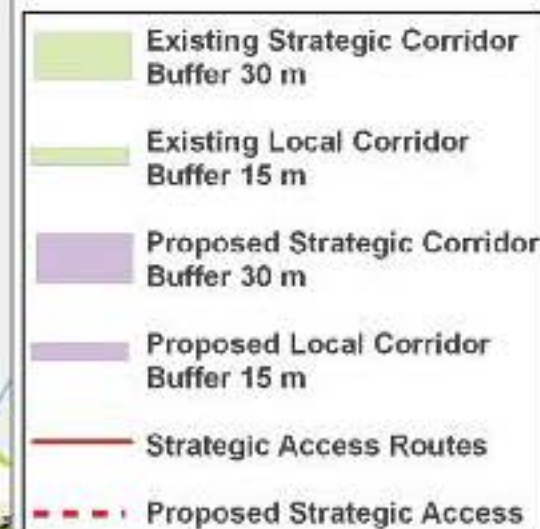 Existing Strategic Corridor
Buffer 30 m
Existing Local Corridor
Buffer 15 m
Proposed Strategic Corridor
Buffer 30 m
Proposed Local Corridor
Buffer 15 m
Strategic Access Routes
Proposed Strategic Access